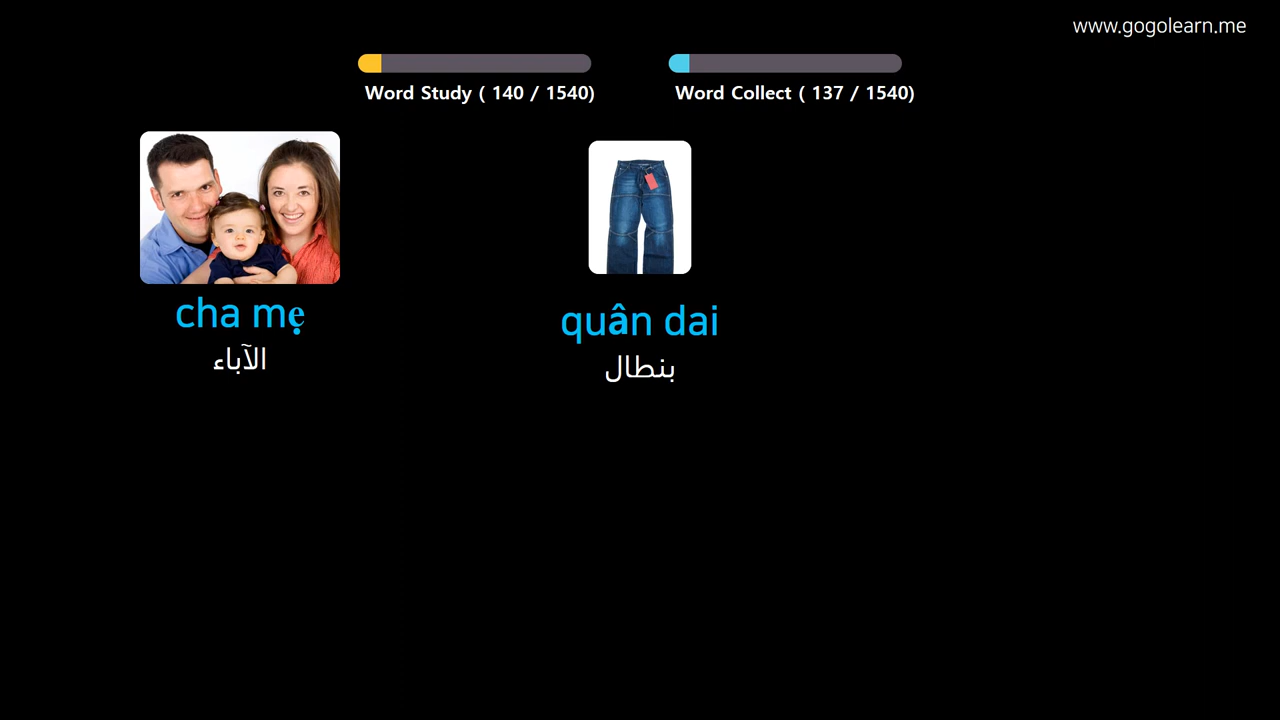 www.gogolearn.me
Word Study ( 140 / 1540)
Word Collect ( 137 / 1540)
cha mẹ
الآباء
quân dai
بنطال